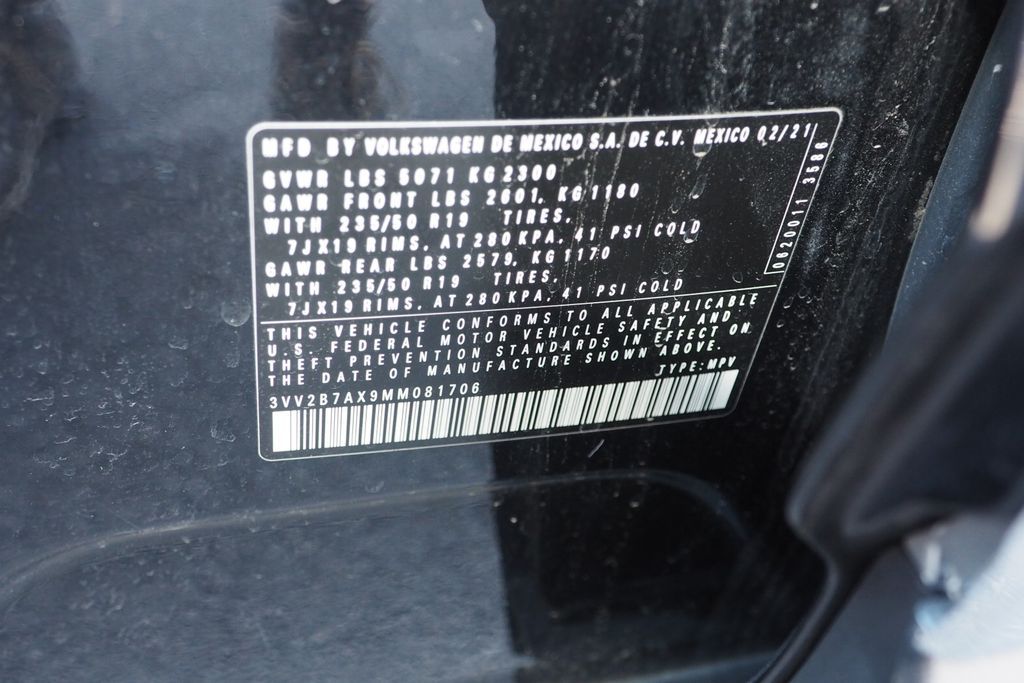 MFD BY VOLKSWAGEN DE MEXICO S.A. DE C.V. MEXICO 02/21
GVWR LBS 5071 KG 2300
GAWR FRONT LBS 2601, KG 1180
WITH 235/50 R19 TIRES,
7JX19 RIMS, AT 280 KPA, 41 PSI COLD
GAWR REAR LBS 2579, KG 1170
WITH 235/50 R19 TIRES,
7JX19 RIMS, AT 280 KPA, 41 PSI COLD
0620011 3586
THIS VEHICLE CONFORMS TO ALL APPLICABLE
U.S. FEDERAL MOTOR VEHICLE SAFETY AND
THEFT PREVENTION STANDARDS IN EFFECT ON
THE DATE OF MANUFACTURE SHOWN ABOVE.
3VV2B7AX9MM081706 TYPE: MPV